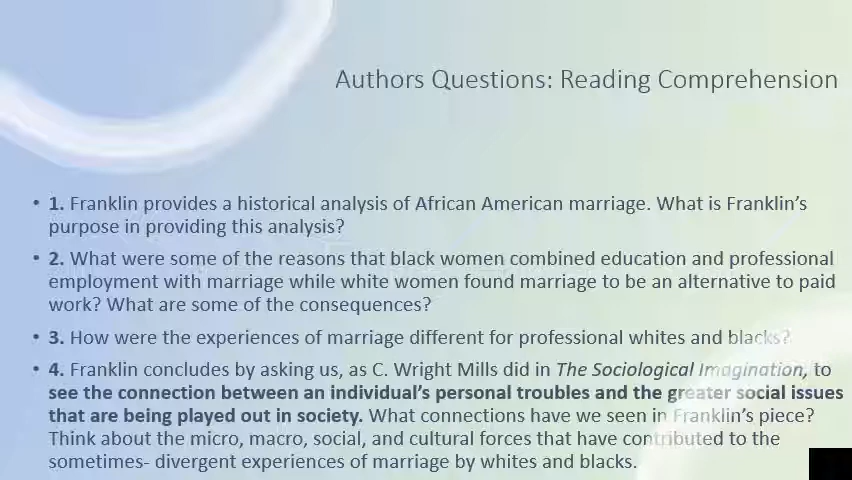 Authors Questions: Reading Comprehension
• 1. Franklin provides a historical analysis of African American marriage. What is Franklin's
purpose in providing this analysis?
• 2. What were some of the reasons that black women combined education and professional
employment with marriage while white women found marriage to be an alternative to paid
work? What are some of the consequences?
• 3. How were the experiences of marriage different for professional whites and blacks?
• 4. Franklin concludes by asking us, as C. Wright Mills did in The Sociological Imagination, to
see the connection between an individual's personal troubles and the greater social issues
that are being played out in society. What connections have we seen in Franklin's piece?
Think about the micro, macro, social, and cultural forces that have contributed to the
sometimes- divergent experiences of marriage by whites and blacks.